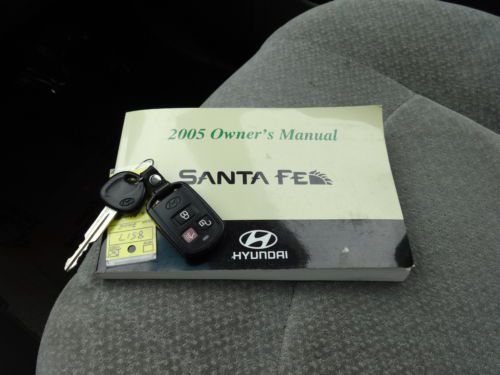 2005 Owner's Manual
SANTA FE
HYUNDAI